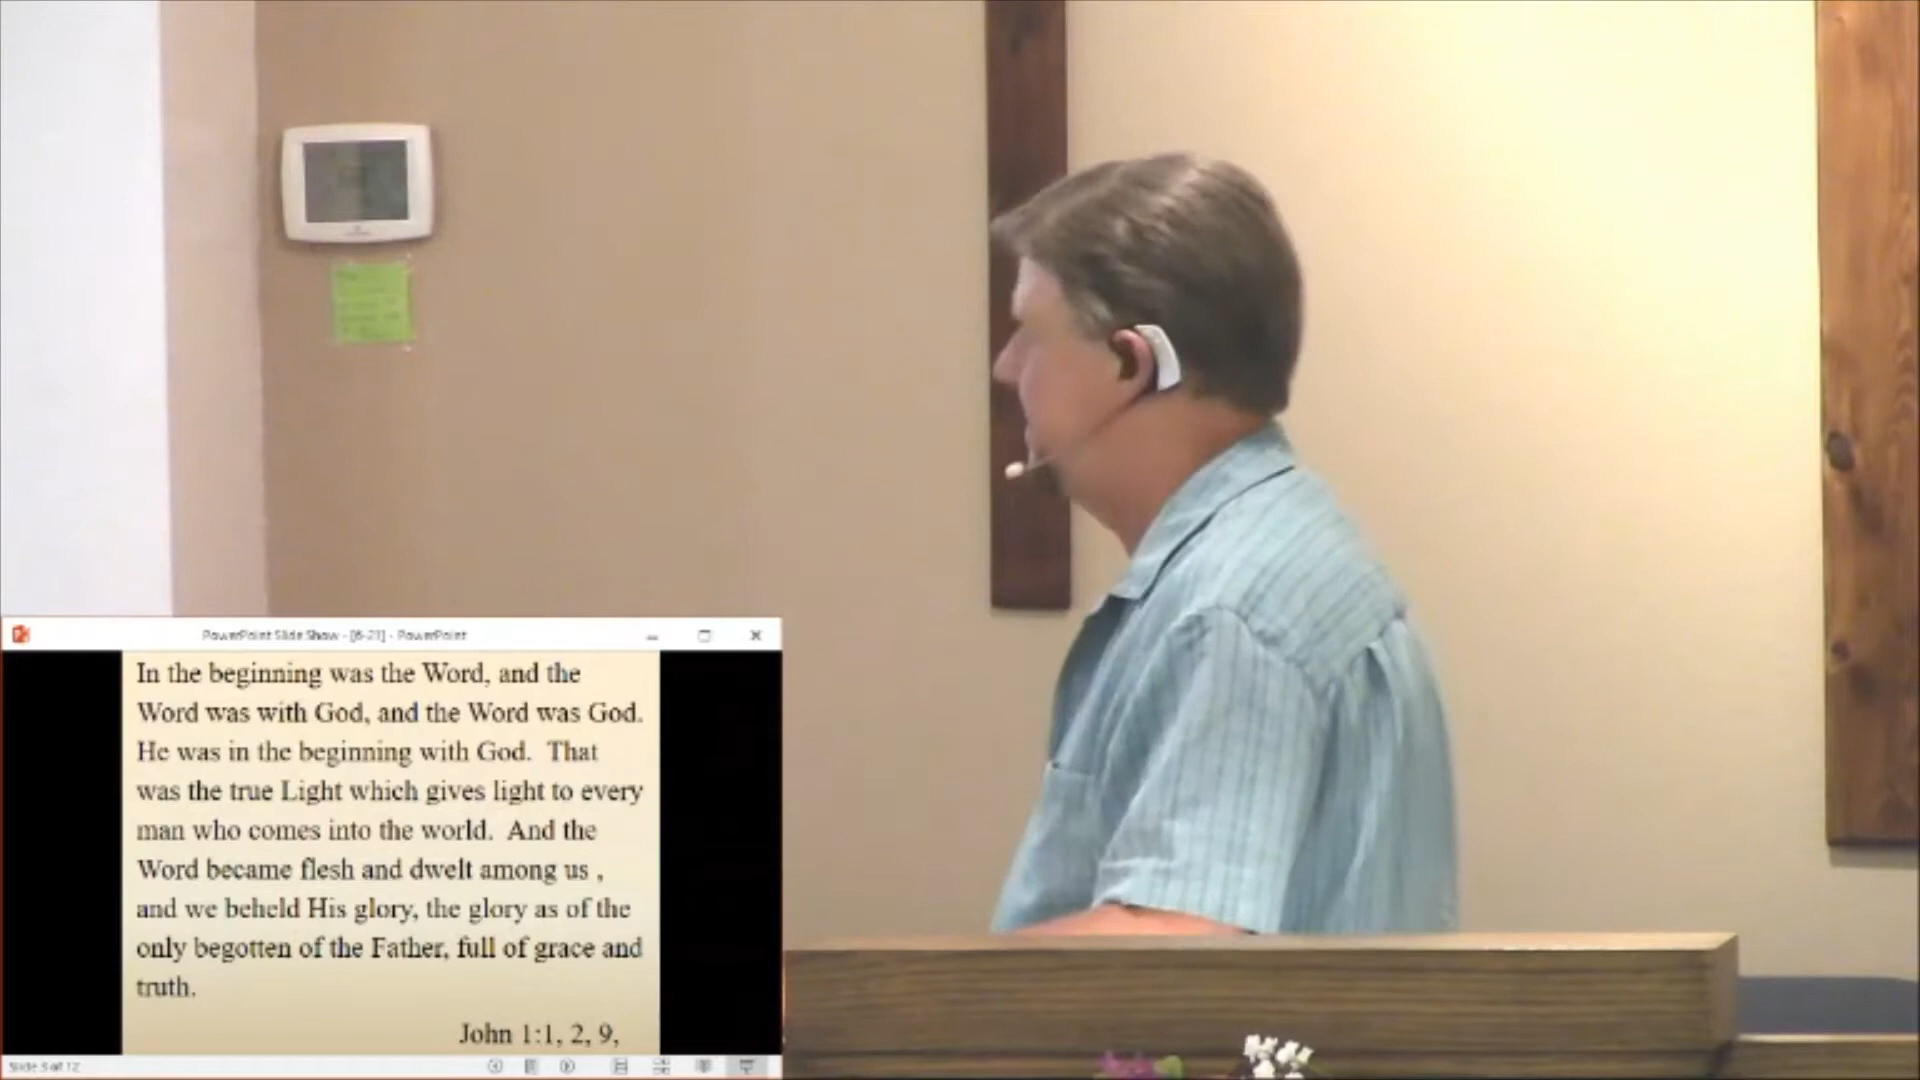 PowerPoint Slide Show - [6-21] - PowerPoint
In the beginning was the Word, and the
Word was with God, and the Word was God.
He was in the beginning with God.  That
was the true Light which gives light to every
man who comes into the world.  And the
Word became flesh and dwelt among us ,
and we beheld His glory, the glory as of the
only begotten of the Father, full of grace and
truth.
John 1:1, 2, 9,
Slide 3 of 12